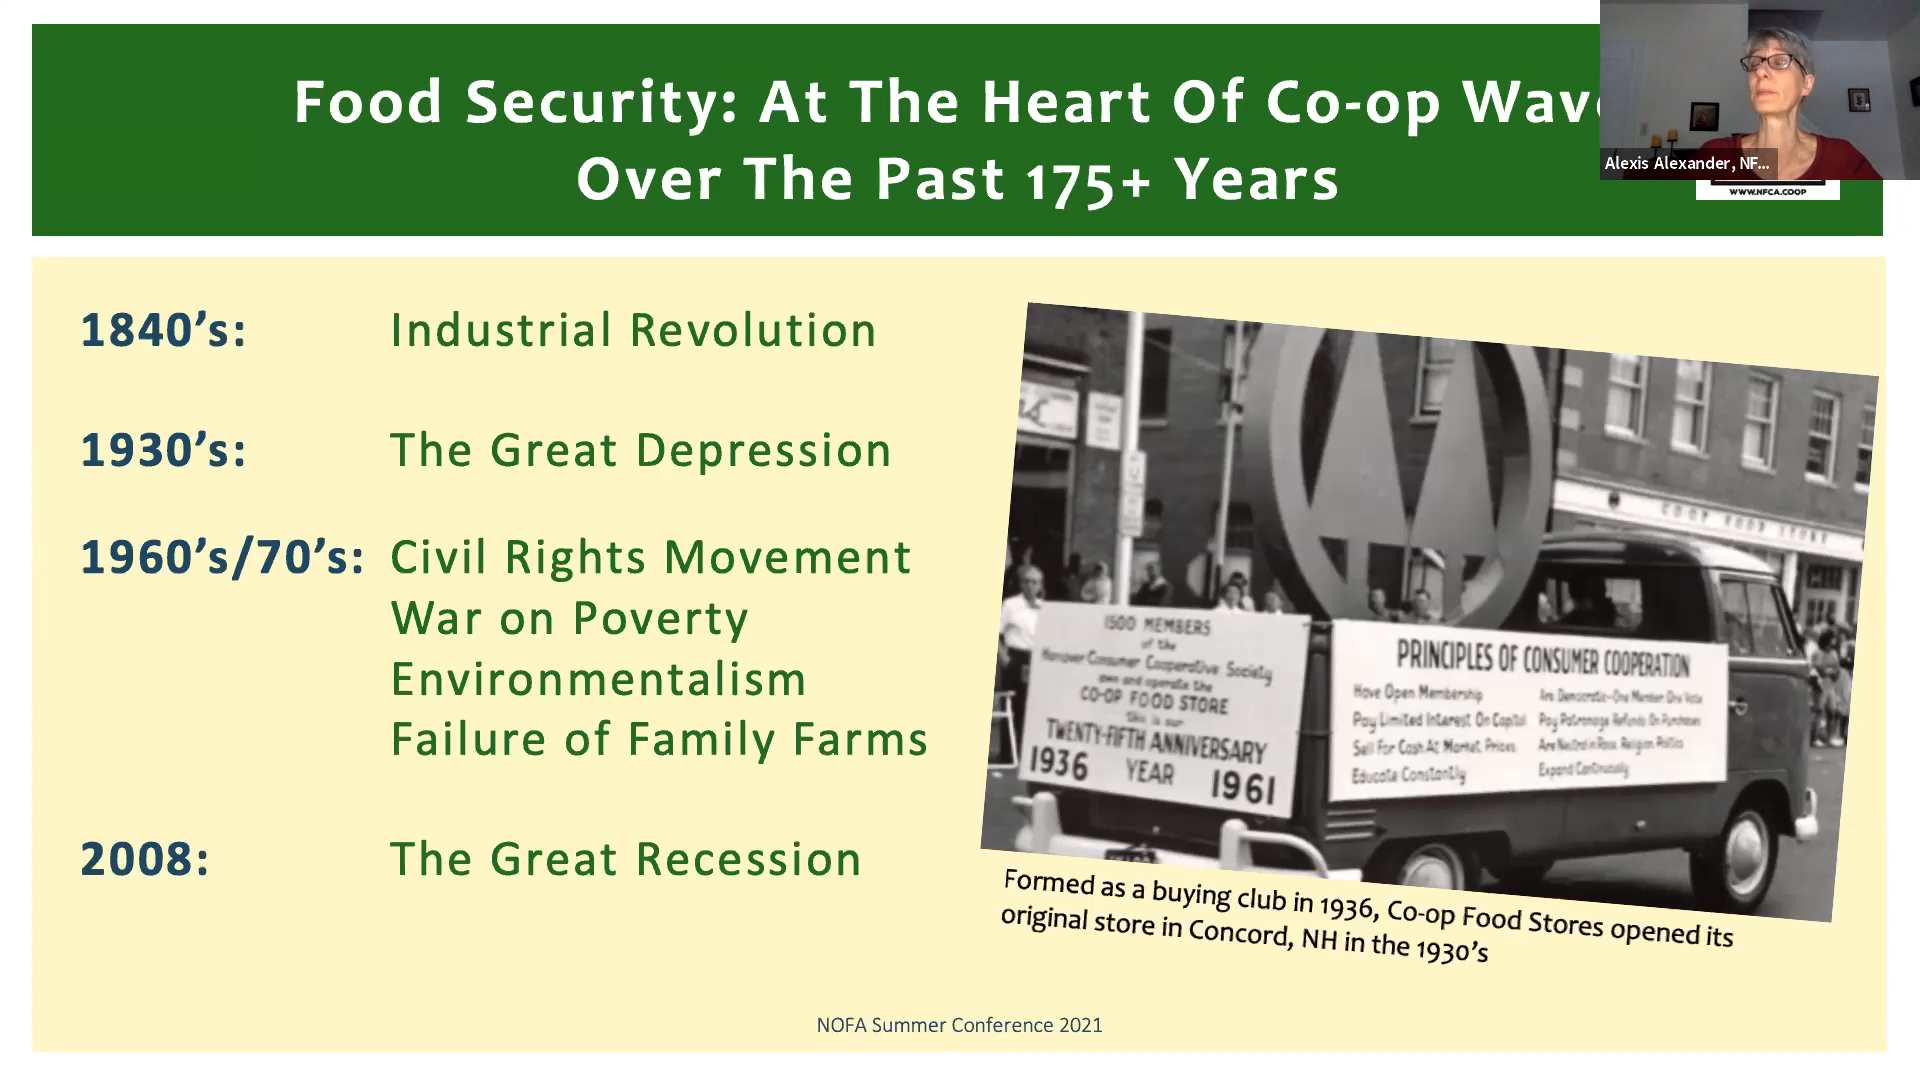 Food Security: At The Heart Of Co-op Wav
Over The Past 175+ Years
Alexis Alexander, NF...
WWW.NFCA.COOP
1840’s: Industrial Revolution
1930’s: The Great Depression
1960’s/70’s: Civil Rights Movement
War on Poverty
Environmentalism
Failure of Family Farms
2008: The Great Recession
CO-OP FOOD STORE
1500 MEMBERS
of the
Hanover Consumer Cooperative Society
own and operate the
CO-OP FOOD STORE
this is our
TWENTY-FIFTH ANNIVERSARY
1936 YEAR 1961
PRINCIPLES OF CONSUMER COOPERATION
Have Open Membership
Pay Limited Interest On Capital
Sell For Cash At Market Prices
Educate Constantly
Are Democratic-One Member One Vote
Pay Patronage Refunds On Purchases
Are Neutral in Race, Religion, Politics
Expand Continuously
Formed as a buying club in 1936, Co-op Food Stores opened its
original store in Concord, NH in the 1930’s
NOFA Summer Conference 2021